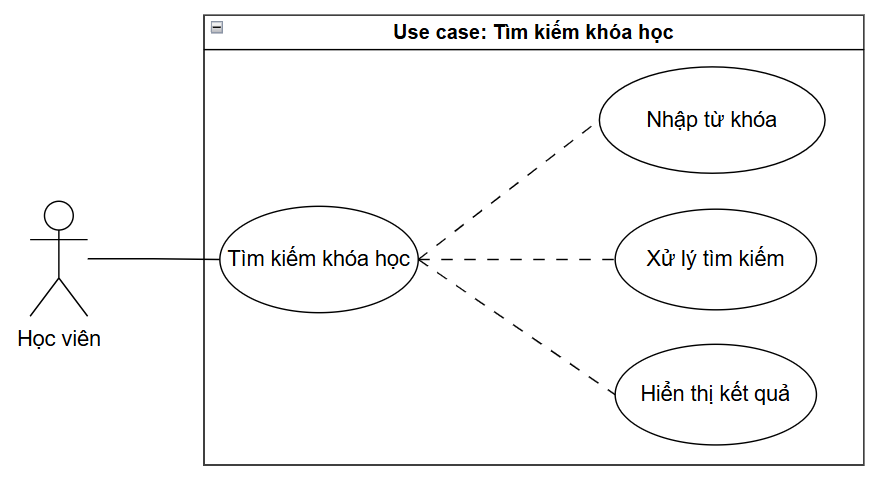 Use case: Tìm kiếm khóa học
Nhập từ khóa
Tìm kiếm khóa học
Xử lý tìm kiếm
Học viên
Hiển thị kết quả